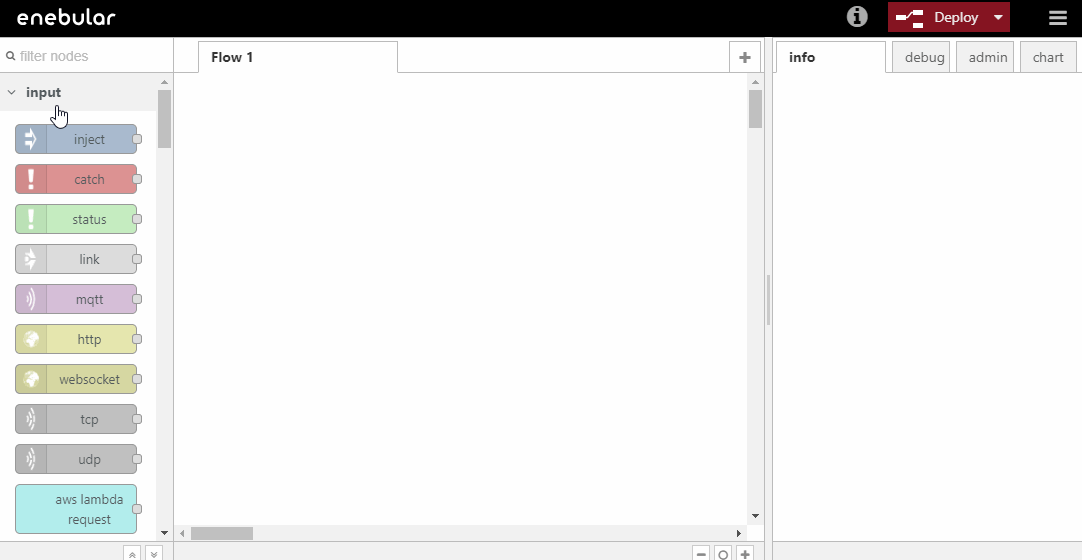 enebular
Deploy
filter nodes
Flow 1
info
debug
admin
chart
input
inject
catch
status
link
mqtt
http
websocket
tcp
udp
aws lambda
request